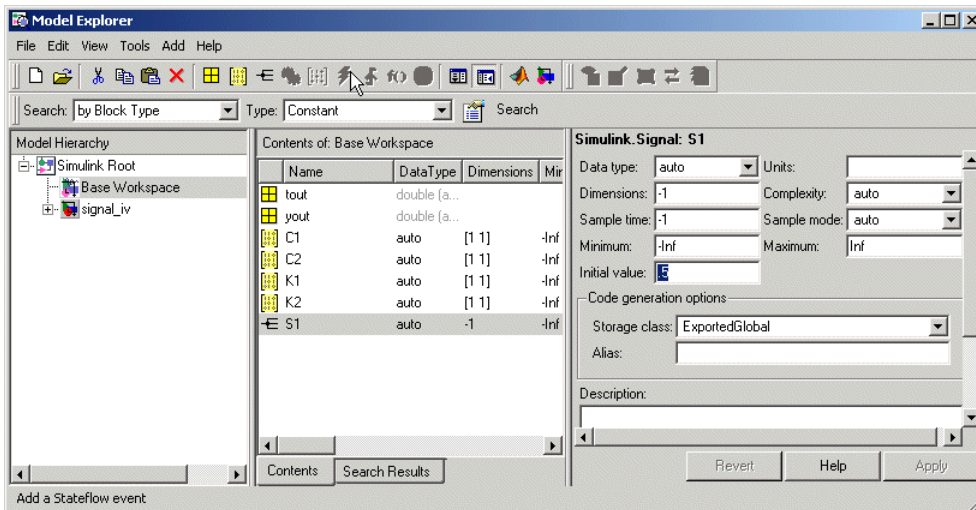 Model Explorer
File Edit View Tools Add Help
f()
Search: by Block Type Type: Constant Search
Model Hierarchy
Simulink Root
Base Workspace
signal_iv
Contents of: Base Workspace
Name DataType Dimensions Mir
tout double (a...
yout double (a...
C1 auto [1 1] -Inf
C2 auto [1 1] -Inf
K1 auto [1 1] -Inf
K2 auto [1 1] -Inf
S1 auto -1 -Inf
Contents Search Results
Simulink.Signal: S1
Data type: auto Units:
Dimensions: -1 Complexity: auto
Sample time: -1 Sample mode: auto
Minimum: -Inf Maximum: Inf
Initial value: .5
Code generation options
Storage class: ExportedGlobal
Alias:
Description:
Revert Help Apply
Add a Stateflow event